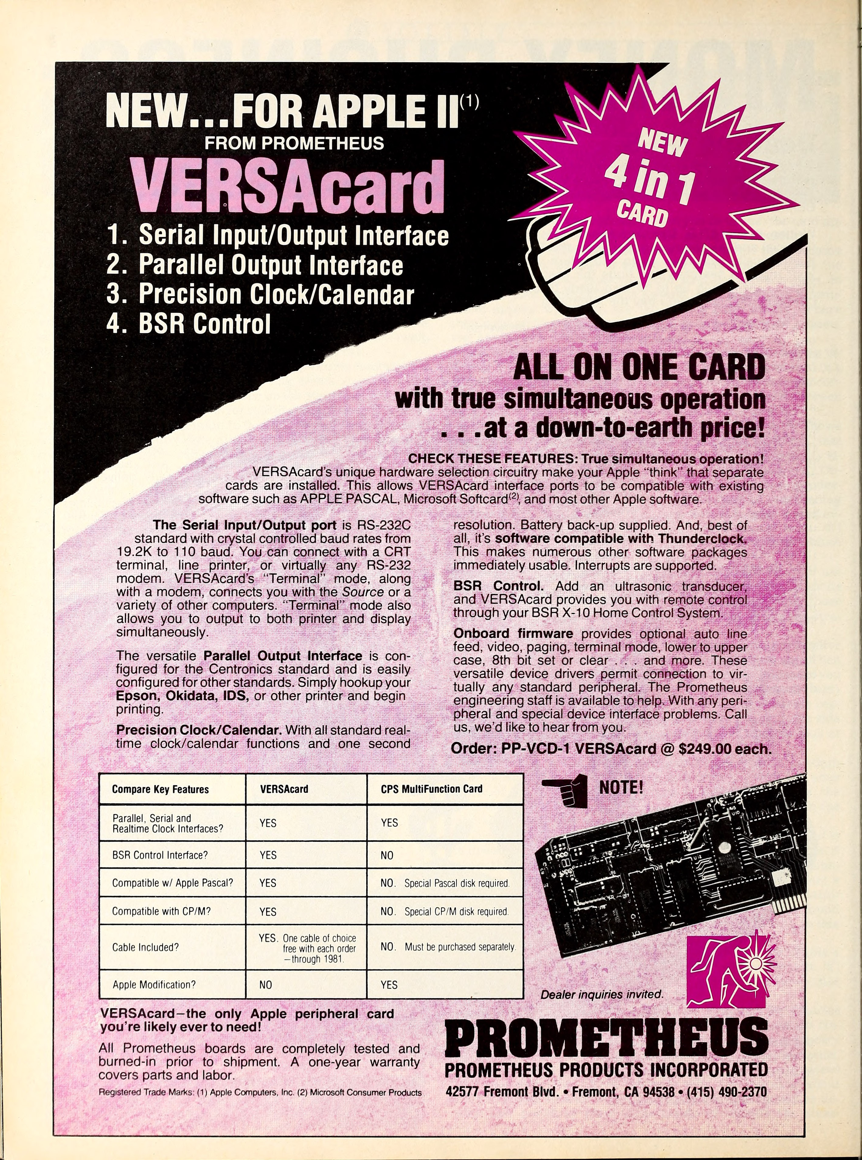 NEW...FOR APPLE II(1)
FROM PROMETHEUS
VERSAcard
1. Serial Input/Output Interface
2. Parallel Output Interface
3. Precision Clock/Calendar
4. BSR Control
NEW
4 in 1
CARD
ALL ON ONE CARD
with true simultaneous operation
. . .at a down-to-earth price!
CHECK THESE FEATURES: True simultaneous operation!
VERSAcard's unique hardware selection circuitry make your Apple "think" that separate
cards are installed. This allows VERSAcard interface ports to be compatible with existing
software such as APPLE PASCAL, Microsoft Softcard(2), and most other Apple software.
The Serial Input/Output port is RS-232C
standard with crystal controlled baud rates from
19.2K to 110 baud. You can connect with a CRT
terminal, line printer, or virtually any RS-232
modem. VERSAcard's "Terminal" mode, along
with a modem, connects you with the Source or a
variety of other computers. "Terminal" mode also
allows you to output to both printer and display
simultaneously.
The versatile Parallel Output Interface is con-
figured for the Centronics standard and is easily
configured for other standards. Simply hookup your
Epson, Okidata, IDS, or other printer and begin
printing.
Precision Clock/Calendar. With all standard real-
time clock/calendar functions and one second
resolution. Battery back-up supplied. And, best of
all, it's software compatible with Thunderclock.
This makes numerous other software packages
immediately usable. Interrupts are supported.
BSR Control. Add an ultrasonic transducer,
and VERSAcard provides you with remote control
through your BSR X-10 Home Control System.
Onboard firmware provides optional auto line
feed, video, paging, terminal mode, lower to upper
case, 8th bit set or clear . . . and more. These
versatile device drivers permit connection to vir-
tually any standard peripheral. The Prometheus
engineering staff is available to help. With any peri-
pheral and special device interface problems. Call
us, we'd like to hear from you.
Order: PP-VCD-1 VERSAcard @ $249.00 each.
Compare Key Features VERSAcard CPS MultiFunction Card
Parallel, Serial and
Realtime Clock Interfaces? YES YES
BSR Control Interface? YES NO
Compatible w/ Apple Pascal? YES NO. Special Pascal disk required.
Compatible with CP/M? YES NO. Special CP/M disk required.
Cable Included? YES. One cable of choice
free with each order
—through 1981. NO. Must be purchased separately.
Apple Modification? NO YES
NOTE!
Dealer inquiries invited.
VERSAcard—the only Apple peripheral card
you're likely ever to need!
All Prometheus boards are completely tested and
burned-in prior to shipment. A one-year warranty
covers parts and labor.
Registered Trade Marks: (1) Apple Computers, Inc. (2) Microsoft Consumer Products
PROMETHEUS
PROMETHEUS PRODUCTS INCORPORATED
42577 Fremont Blvd. • Fremont, CA 94538 • (415) 490-2370